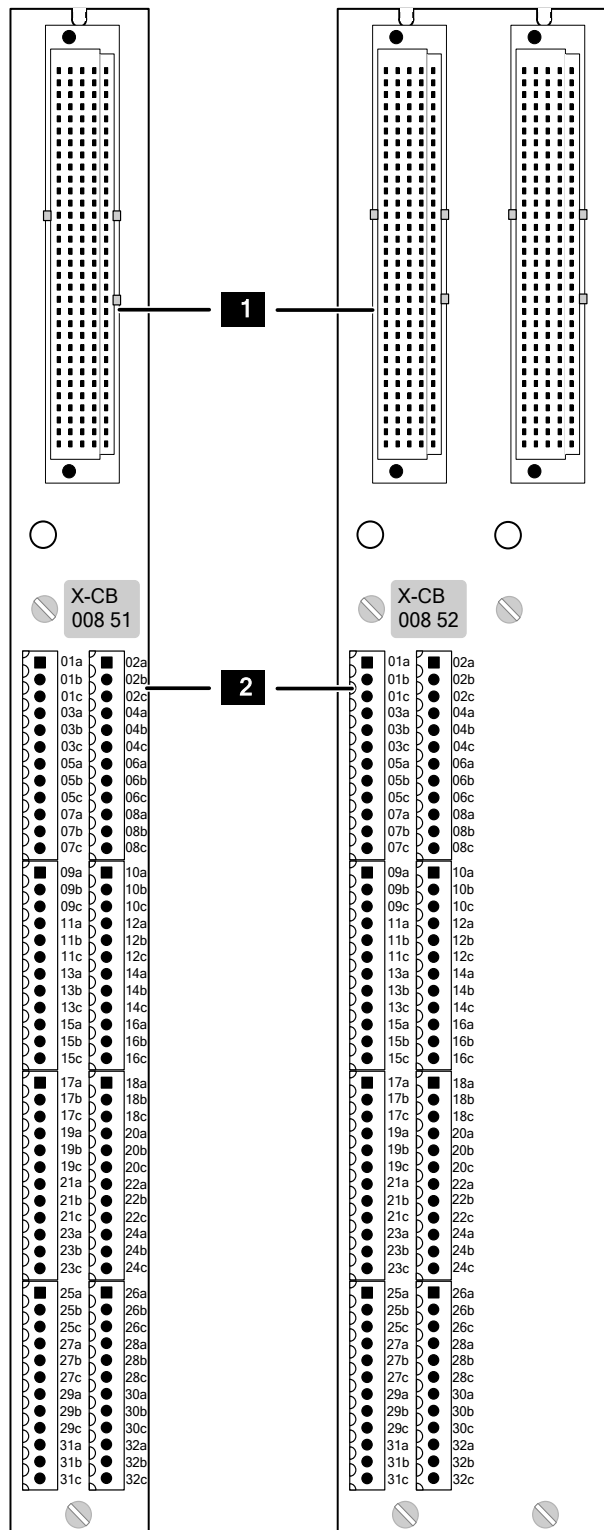 1
X-CB
008 51
X-CB
008 52
2
01a 02a
01b 02b
01c 02c
03a 04a
03b 04b
03c 04c
05a 06a
05b 06b
05c 06c
07a 08a
07b 08b
07c 08c
09a 10a
09b 10b
09c 10c
11a 12a
11b 12b
11c 12c
13a 14a
13b 14b
13c 14c
15a 16a
15b 16b
15c 16c
17a 18a
17b 18b
17c 18c
19a 20a
19b 20b
19c 20c
21a 22a
21b 22b
21c 22c
23a 24a
23b 24b
23c 24c
25a 26a
25b 26b
25c 26c
27a 28a
27b 28b
27c 28c
29a 30a
29b 30b
29c 30c
31a 32a
31b 32b
31c 32c
01a 02a
01b 02b
01c 02c
03a 04a
03b 04b
03c 04c
05a 06a
05b 06b
05c 06c
07a 08a
07b 08b
07c 08c
09a 10a
09b 10b
09c 10c
11a 12a
11b 12b
11c 12c
13a 14a
13b 14b
13c 14c
15a 16a
15b 16b
15c 16c
17a 18a
17b 18b
17c 18c
19a 20a
19b 20b
19c 20c
21a 22a
21b 22b
21c 22c
23a 24a
23b 24b
23c 24c
25a 26a
25b 26b
25c 26c
27a 28a
27b 28b
27c 28c
29a 30a
29b 30b
29c 30c
31a 32a
31b 32b
31c 32c